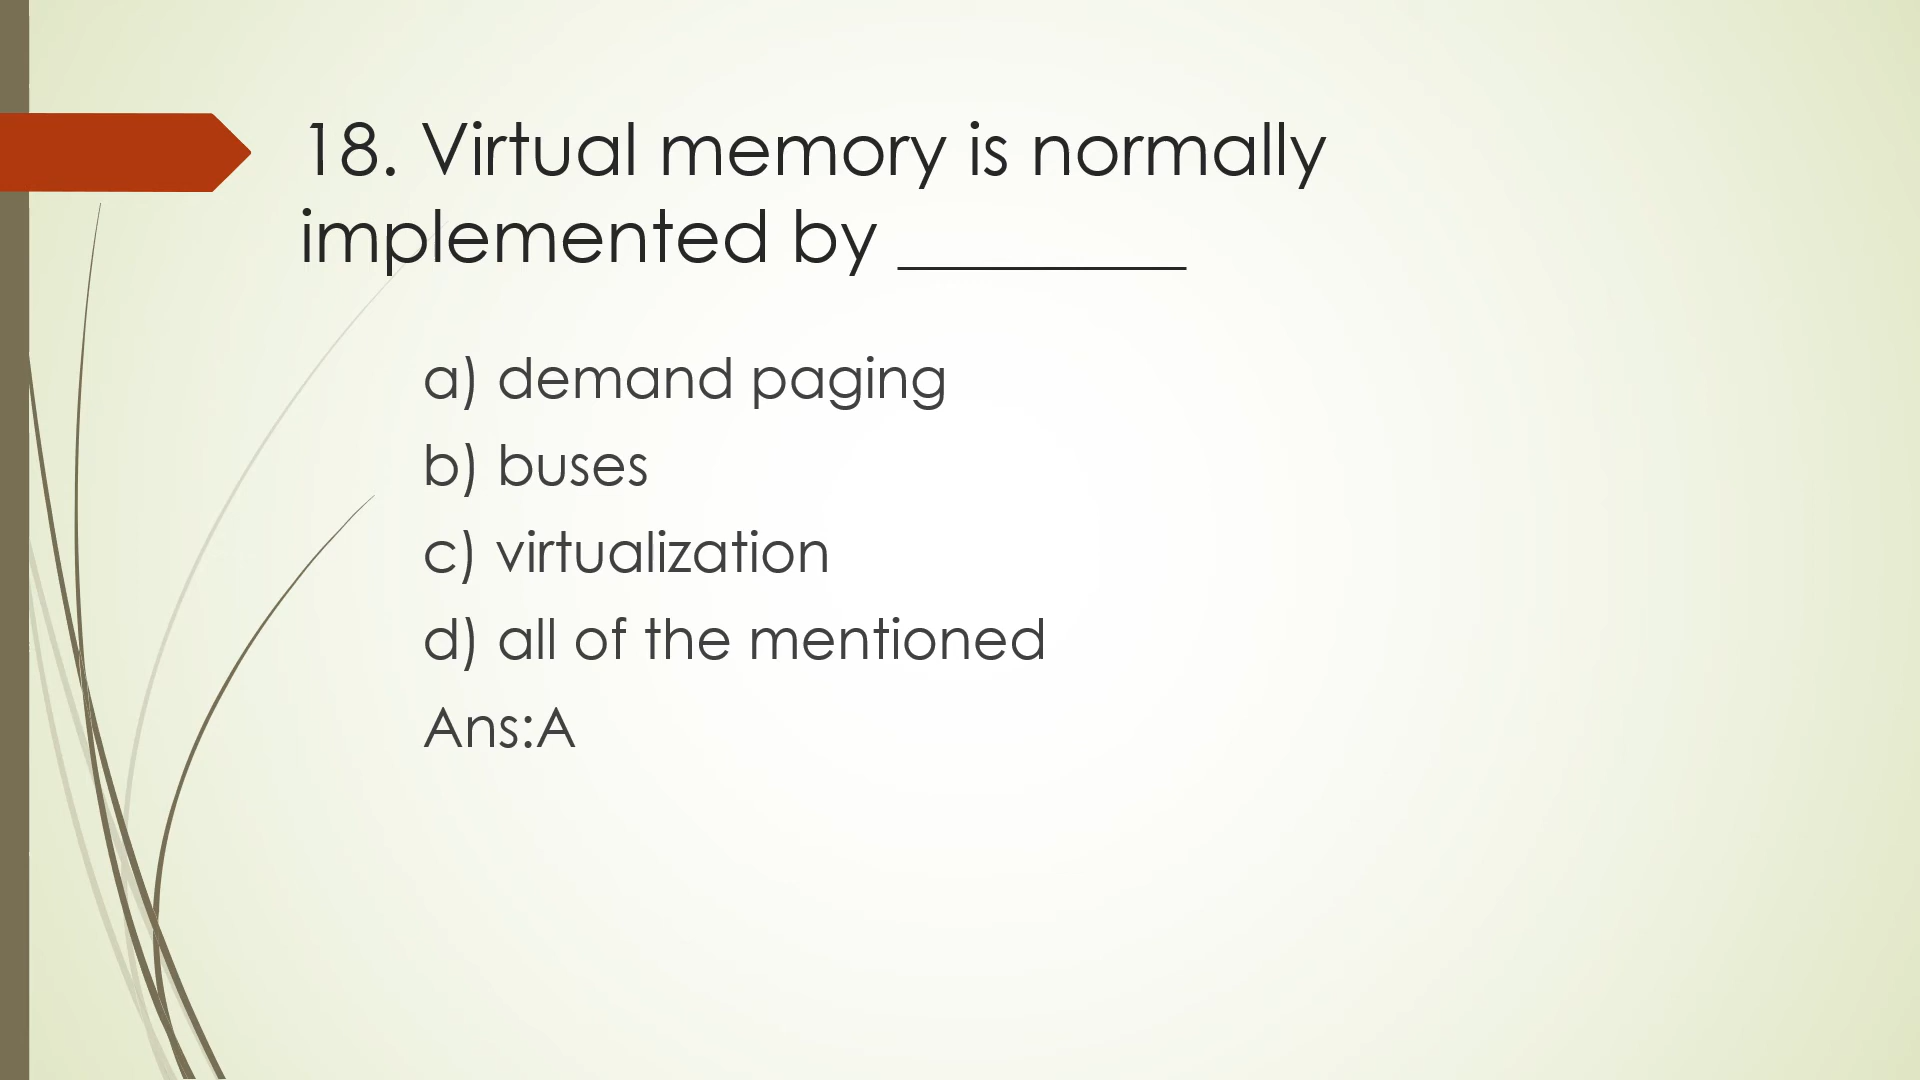 18. Virtual memory is normally
implemented by ________
a) demand paging
b) buses
c) virtualization
d) all of the mentioned
Ans:A